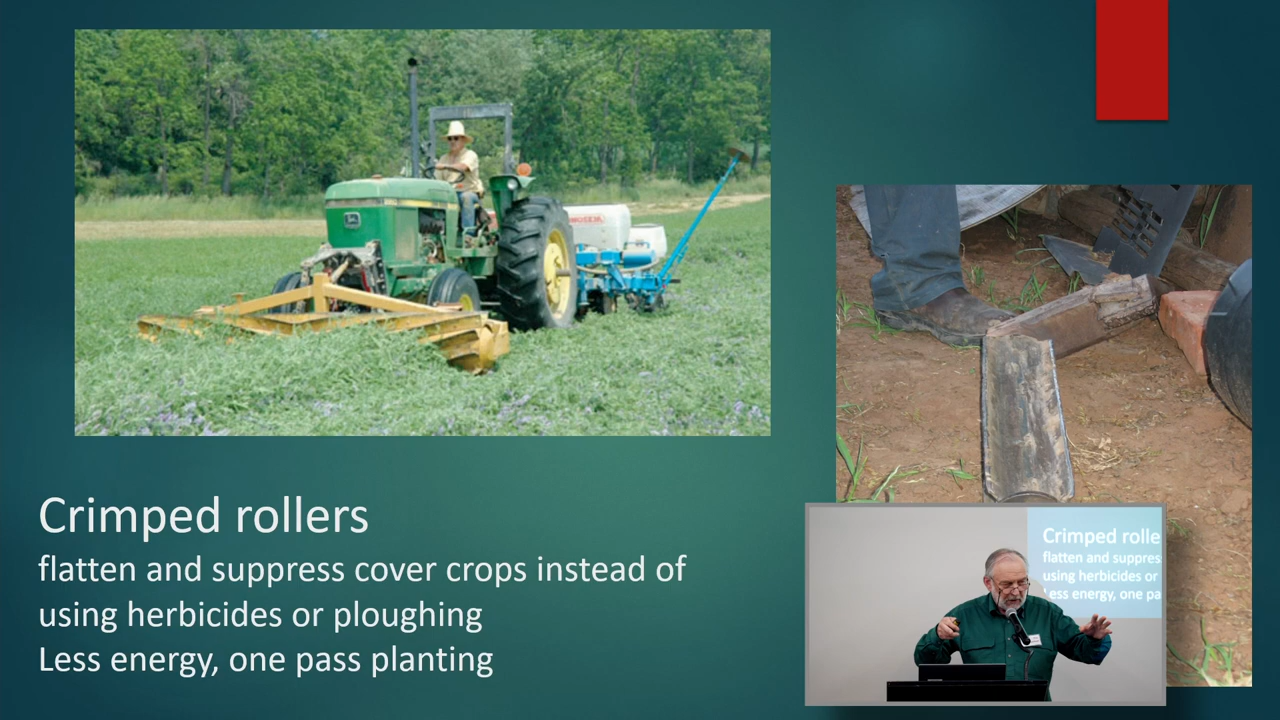 Crimped rollers
flatten and suppress cover crops instead of
using herbicides or ploughing
Less energy, one pass planting
Crimped rolle
flatten and suppres
using herbicides or
Less energy, one pa